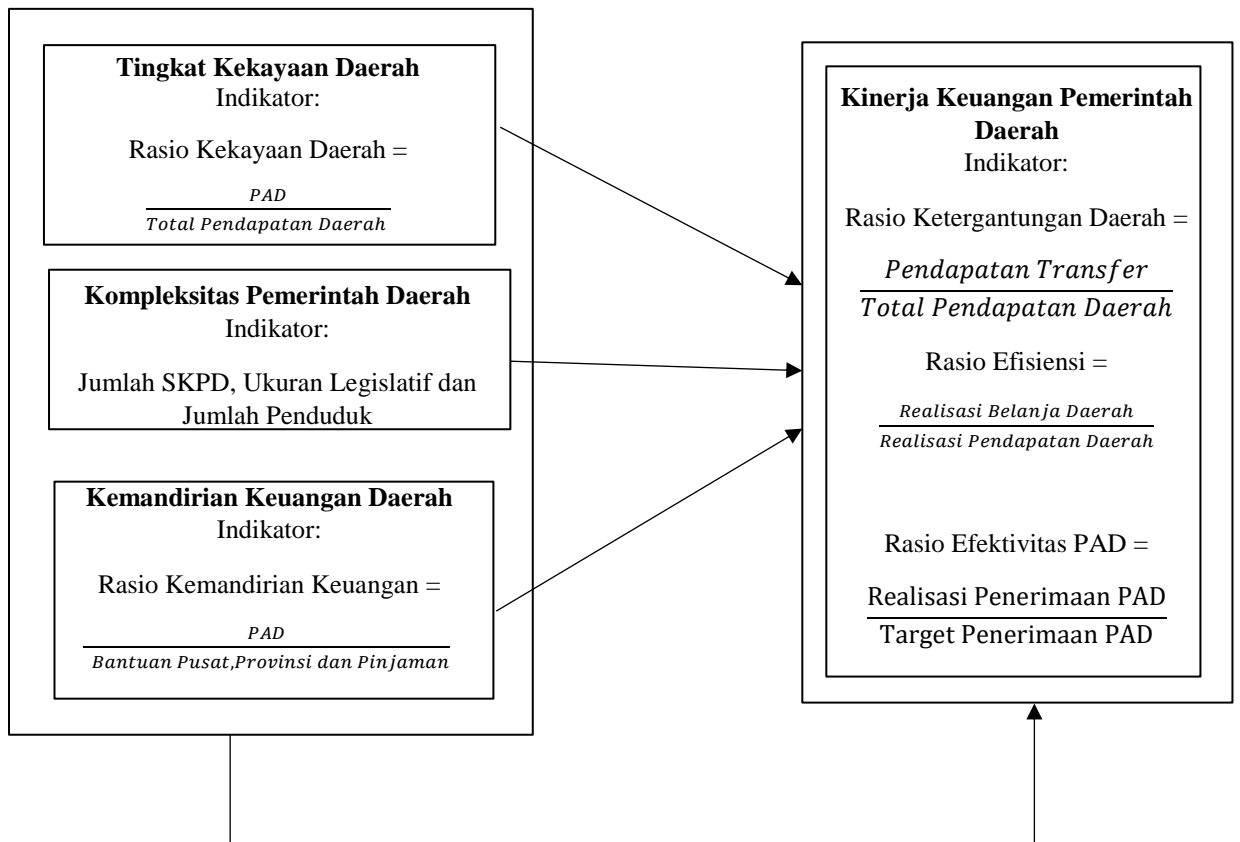 Tingkat Kekayaan Daerah
Indikator:
Rasio Kekayaan Daerah =
PAD
Total Pendapatan Daerah
Kompleksitas Pemerintah Daerah
Indikator:
Jumlah SKPD, Ukuran Legislatif dan
Jumlah Penduduk
Kemandirian Keuangan Daerah
Indikator:
Rasio Kemandirian Keuangan =
PAD
Bantuan Pusat,Provinsi dan Pinjaman
Kinerja Keuangan Pemerintah
Daerah
Indikator:
Rasio Ketergantungan Daerah =
Pendapatan Transfer
Total Pendapatan Daerah
Rasio Efisiensi =
Realisasi Belanja Daerah
Realisasi Pendapatan Daerah
Rasio Efektivitas PAD =
Realisasi Penerimaan PAD
Target Penerimaan PAD